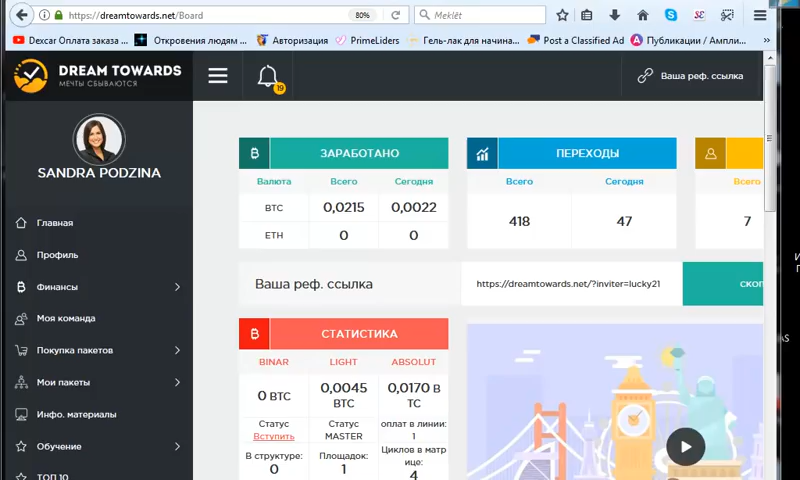 https://dreamtowards.net/Board
80%
Meklēt
Dexcar Оплата заказа ...
Откровения людям ...
Авторизация
PrimeLiders
Гель-лак для начина...
Post a Classified Ad
Публикации / Ампли...
DREAM TOWARDS
МЕЧТЫ СБЫВАЮТСЯ
19
Ваша реф. ссылка
SANDRA PODZINA
Главная
Профиль
Финансы
Моя команда
Покупка пакетов
Мои пакеты
Инфо. материалы
Обучение
ТОП 10
ЗАРАБОТАНО
Валюта Всего Сегодня
BTC 0,0215 0,0022
ETH 0 0
ПЕРЕХОДЫ
Всего Сегодня
418 47
Всего
7
Ваша реф. ссылка
https://dreamtowards.net/?inviter=lucky21
СКОП
СТАТИСТИКА
BINAR LIGHT ABSOLUT
0 BTC
0,0045 BTC
0,0170 B TC
Статус
Вступить
Статус
MASTER
оплат в линии:
1
В структуре:
0
Площадок:
1
Циклов в матр
ице:
4